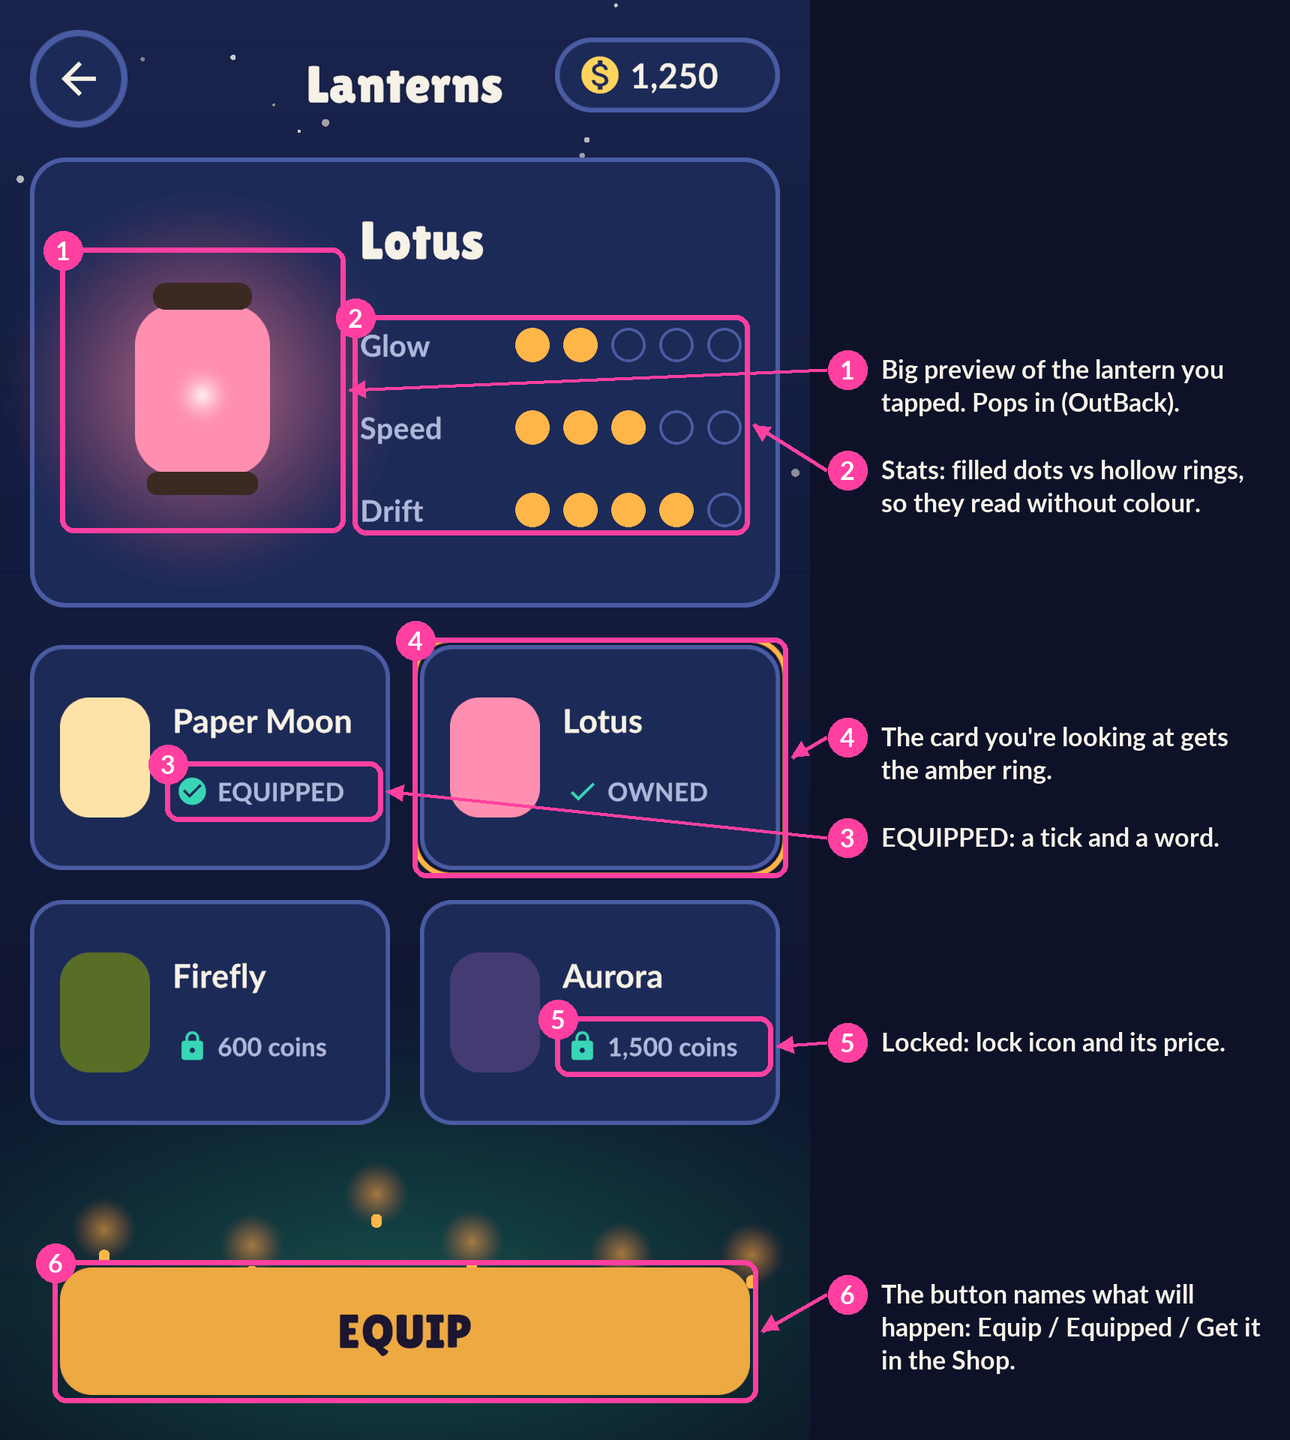 Lanterns
$ 1,250
Lotus
1
2
Glow
Speed
Drift
1 Big preview of the lantern you
tapped. Pops in (OutBack).
2 Stats: filled dots vs hollow rings,
so they read without colour.
4
Paper Moon
3
EQUIPPED
Lotus
OWNED
4 The card you're looking at gets
the amber ring.
3 EQUIPPED: a tick and a word.
Firefly
600 coins
Aurora
5
1,500 coins
5 Locked: lock icon and its price.
6
EQUIP
6 The button names what will
happen: Equip / Equipped / Get it
in the Shop.